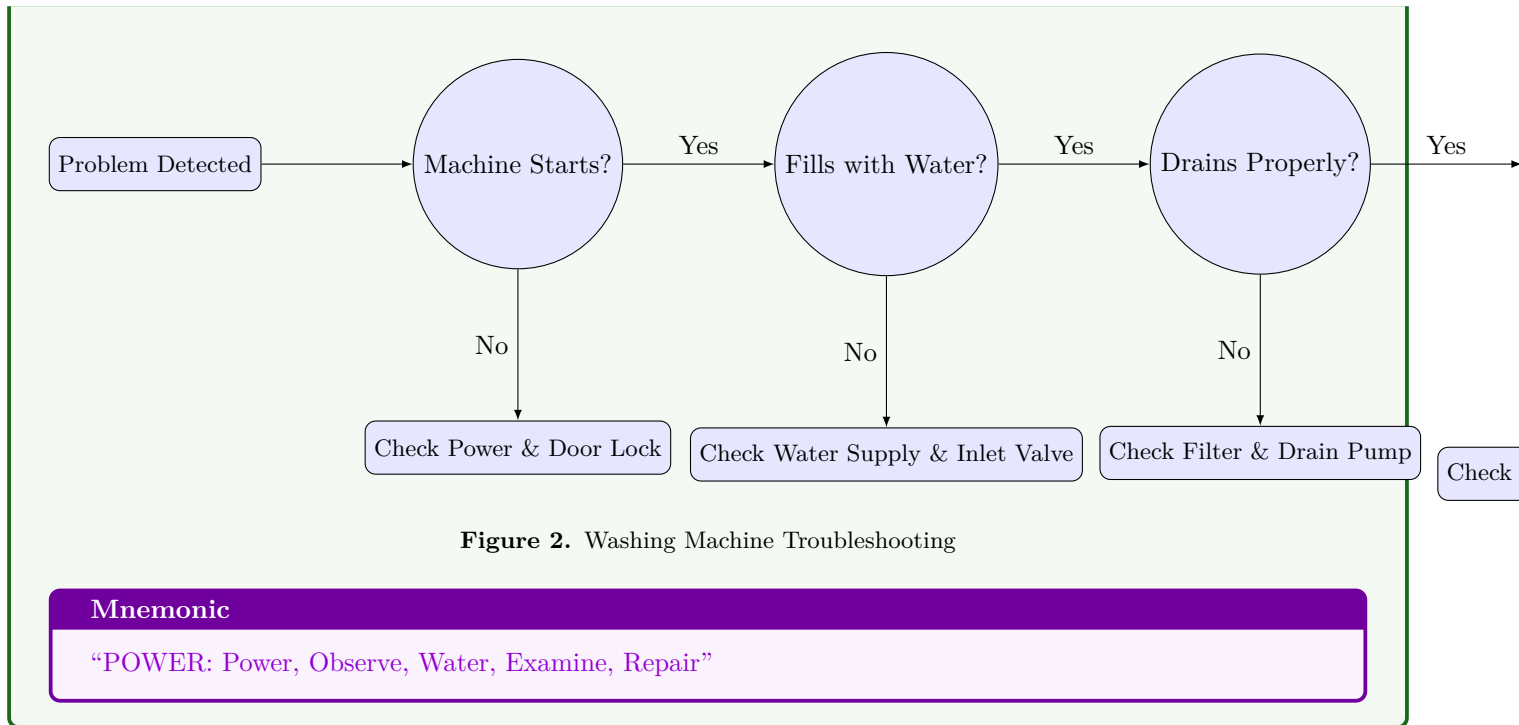 Problem Detected
Machine Starts?
Yes
Fills with Water?
Yes
Drains Properly?
Yes
No
No
No
Check Power & Door Lock
Check Water Supply & Inlet Valve
Check Filter & Drain Pump
Check
Figure 2. Washing Machine Troubleshooting
Mnemonic
“POWER: Power, Observe, Water, Examine, Repair”